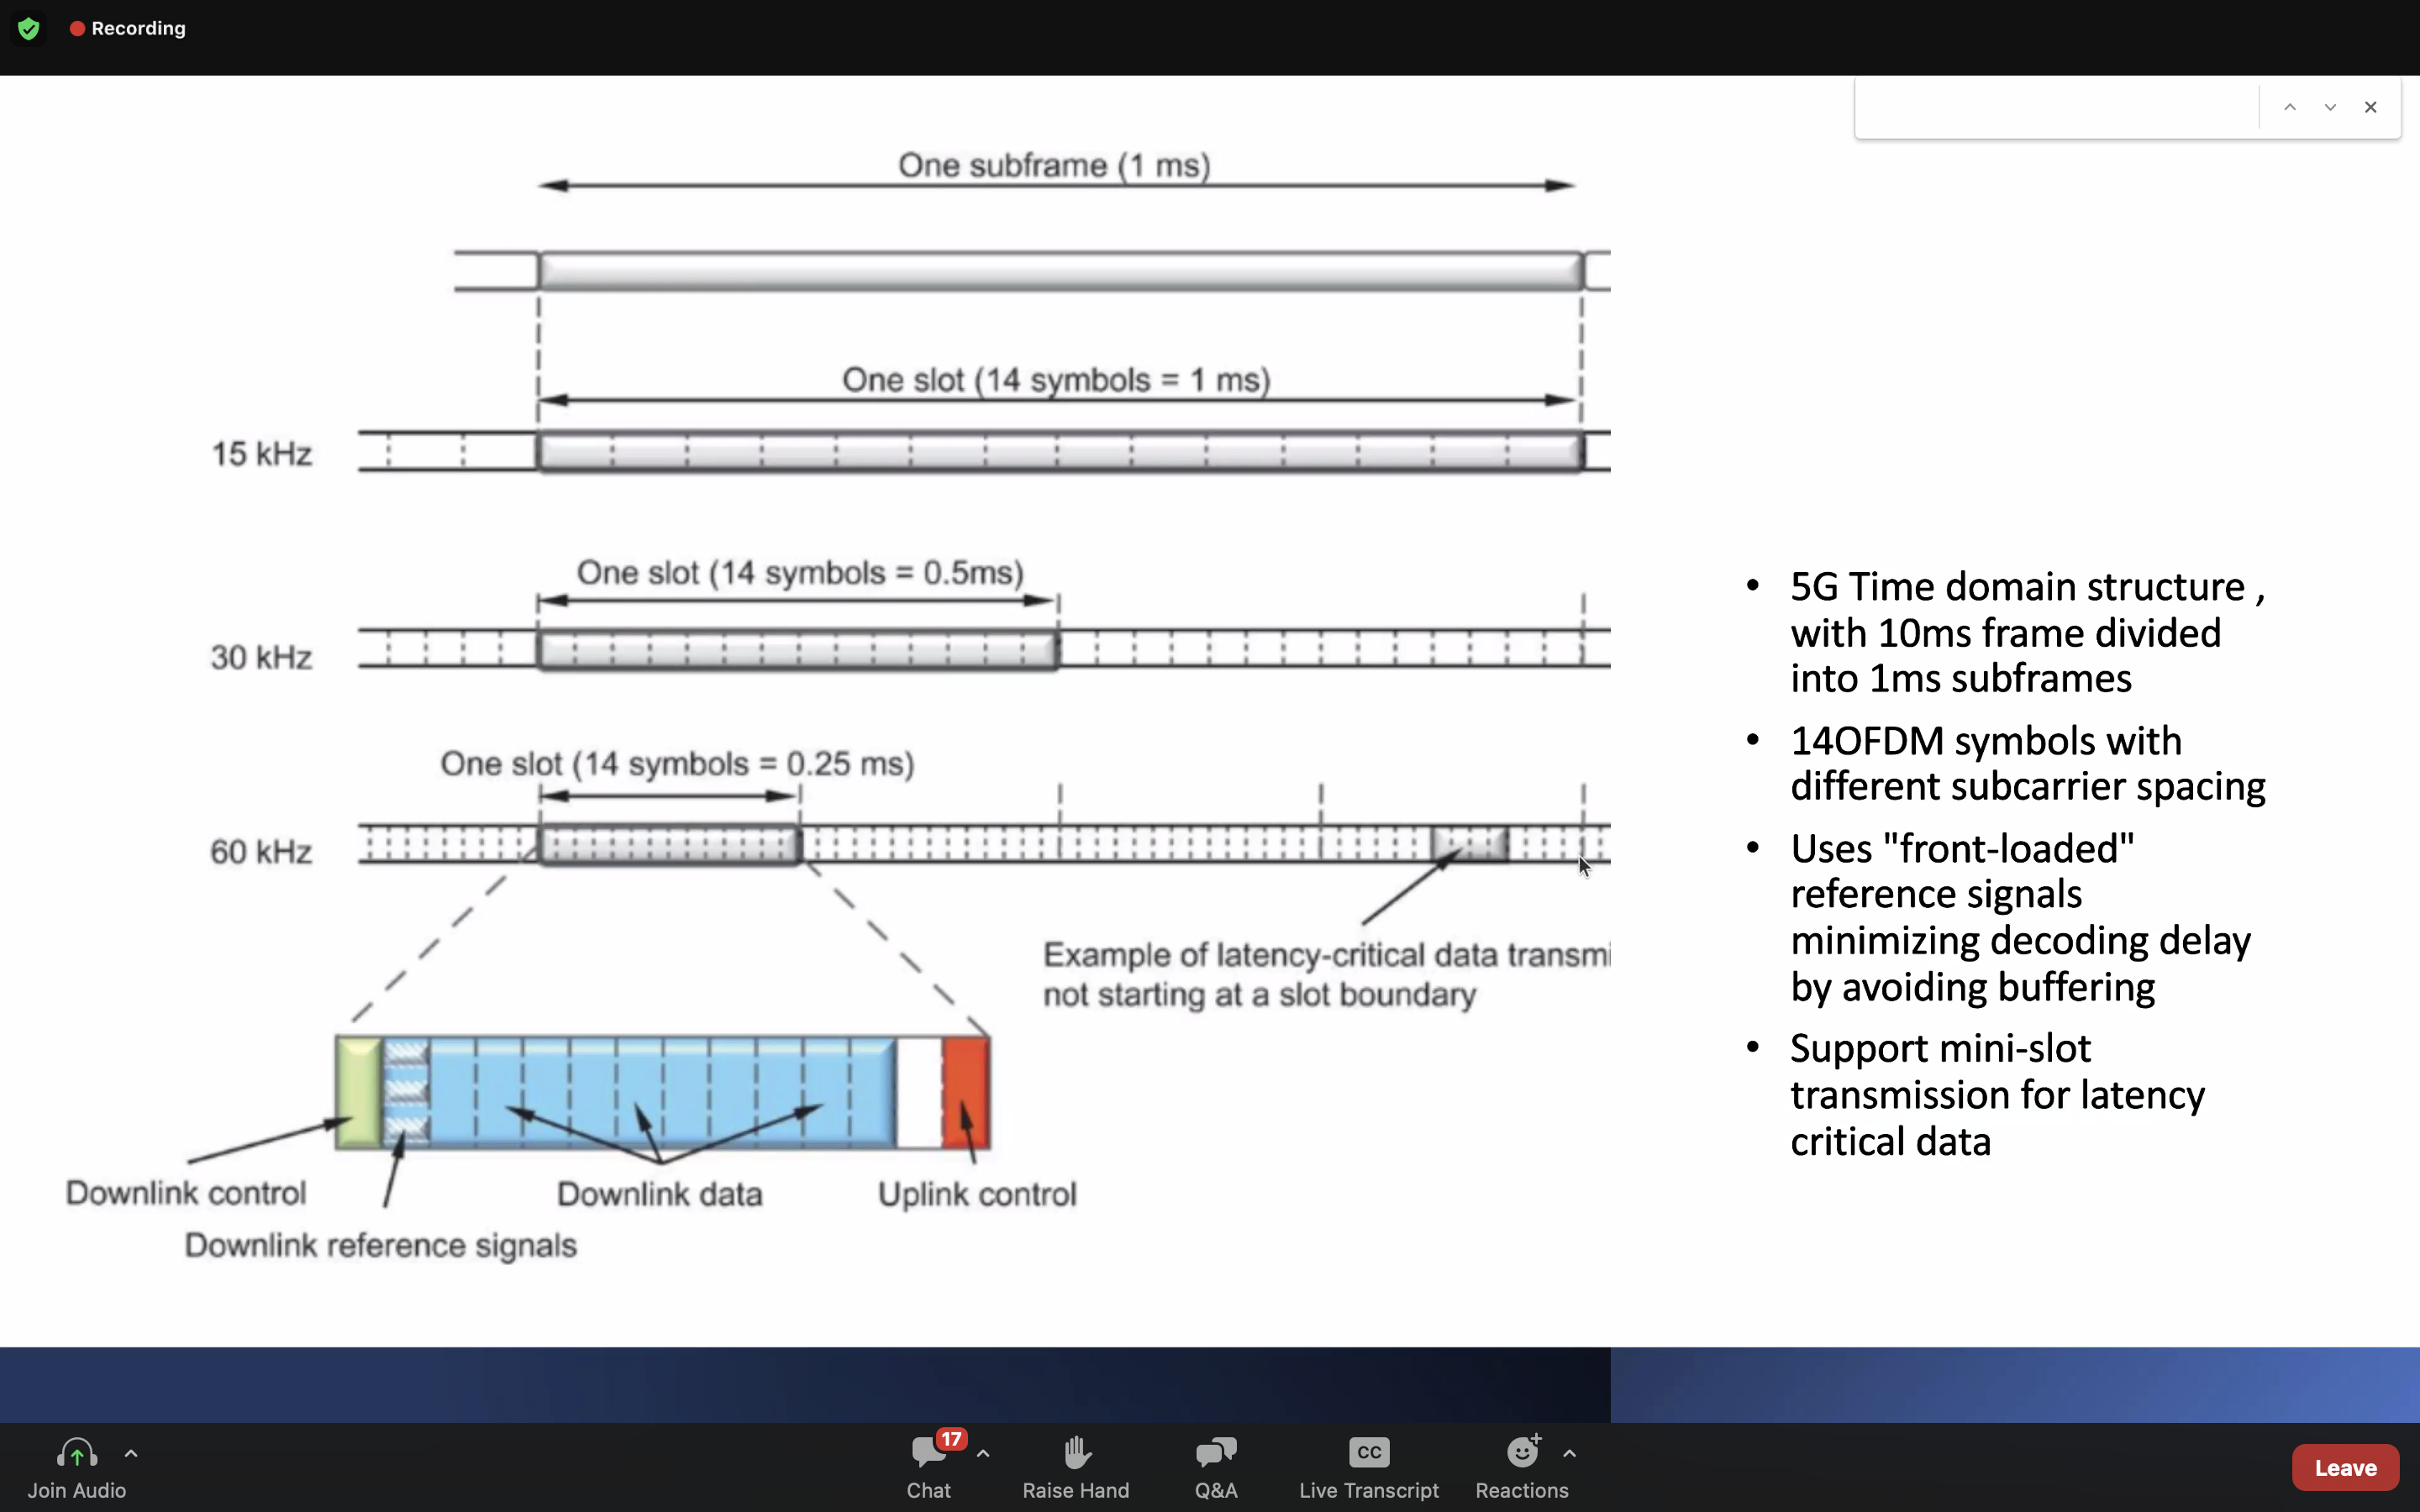 Recording
One subframe (1 ms)
One slot (14 symbols = 1 ms)
15 kHz
One slot (14 symbols = 0.5ms)
30 kHz
One slot (14 symbols = 0.25 ms)
60 kHz
Example of latency-critical data transmi
not starting at a slot boundary
Downlink control
Downlink reference signals
Downlink data
Uplink control
• 5G Time domain structure ,
with 10ms frame divided
into 1ms subframes
• 14OFDM symbols with
different subcarrier spacing
• Uses "front-loaded"
reference signals
minimizing decoding delay
by avoiding buffering
• Support mini-slot
transmission for latency
critical data
Join Audio
17
Chat
Raise Hand
Q&A
CC
Live Transcript
Reactions
Leave